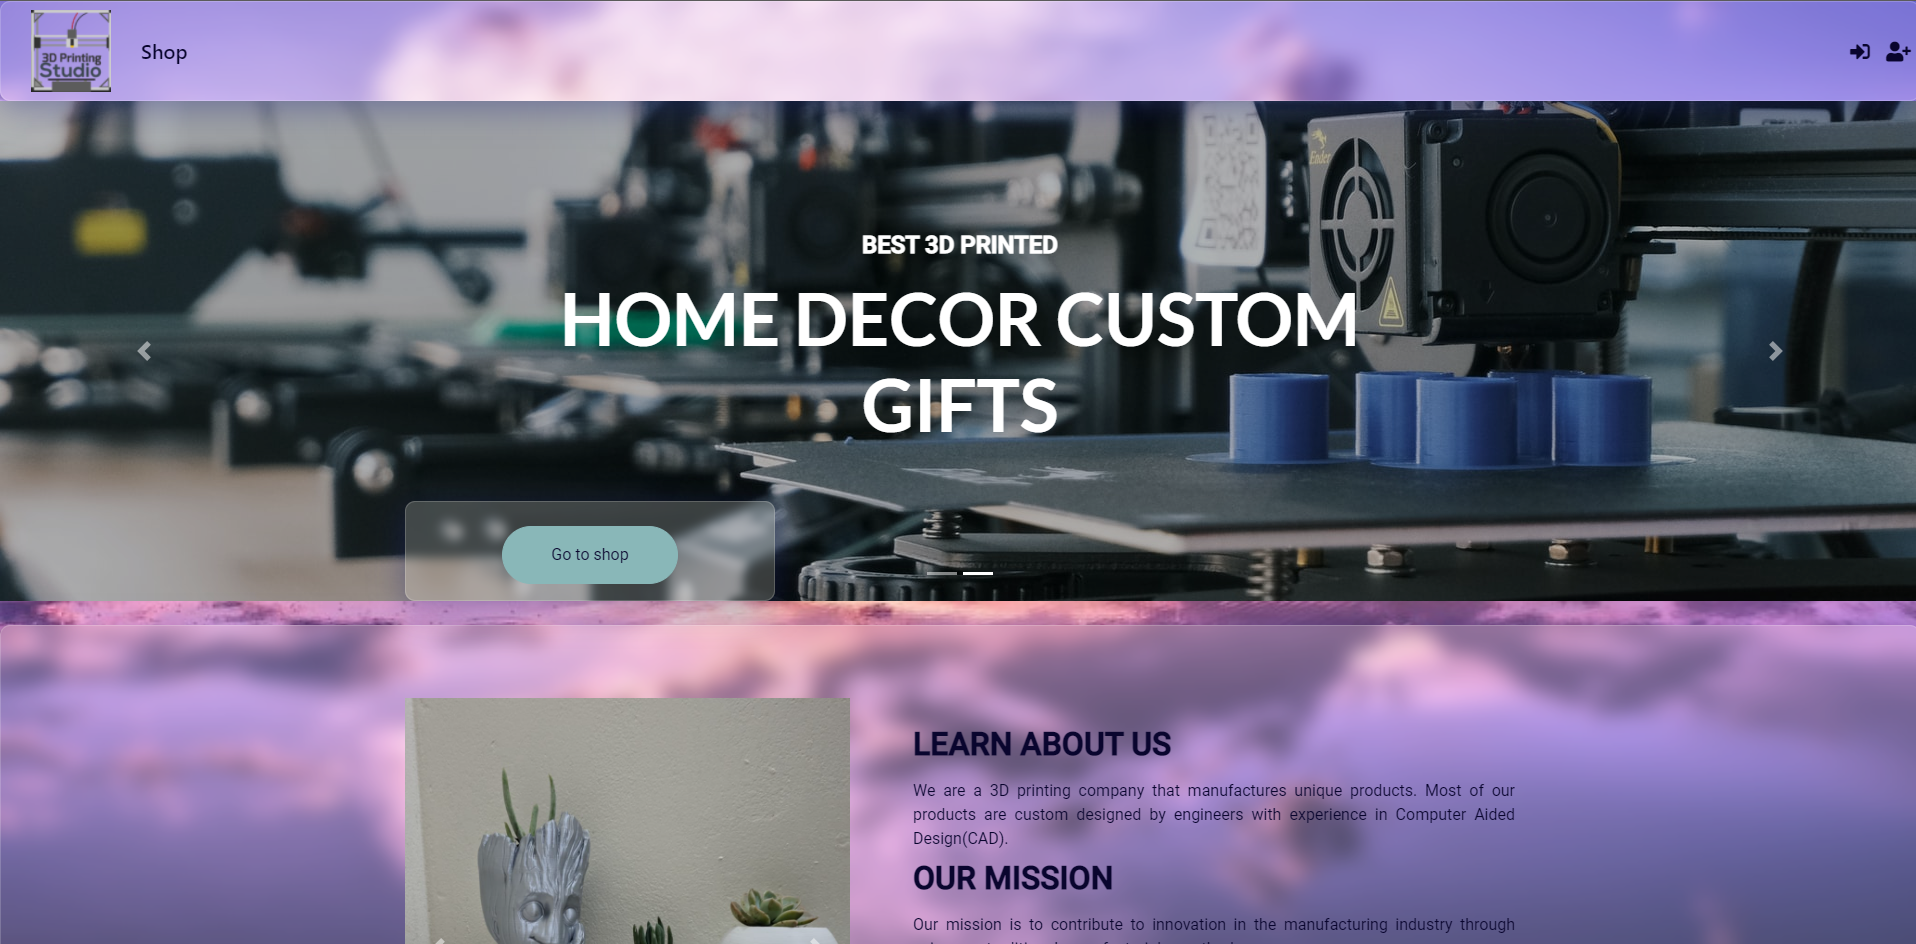 3D Printing
Studio
Shop
Ender
BEST 3D PRINTED
HOME DECOR CUSTOM
GIFTS
Go to shop
LEARN ABOUT US
We are a 3D printing company that manufactures unique products. Most of our
products are custom designed by engineers with experience in Computer Aided
Design(CAD).
OUR MISSION
Our mission is to contribute to innovation in the manufacturing industry through